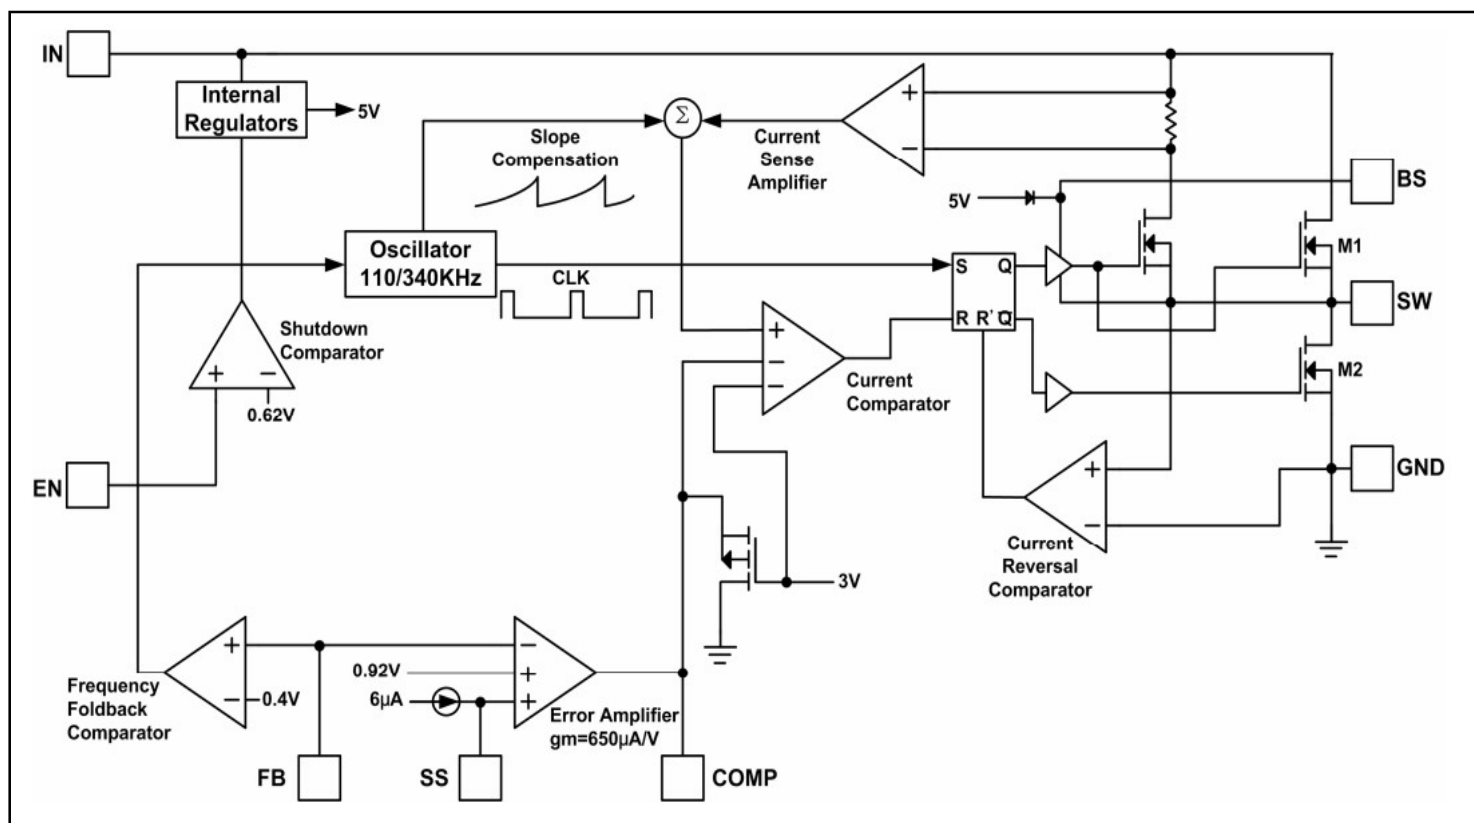 IN
Internal
Regulators
5V
Σ
+
−
Slope
Compensation
Current
Sense
Amplifier
5V
BS
M1
Oscillator
110/340KHz
CLK
S Q
R R' Q̅
SW
Shutdown
Comparator
+ −
0.62V
+
−
−
Current
Comparator
M2
EN
+
−
GND
Current
Reversal
Comparator
3V
+
−
0.4V
Frequency
Foldback
Comparator
−
0.92V +
6µA +
Error Amplifier
gm=650µA/V
FB
SS
COMP